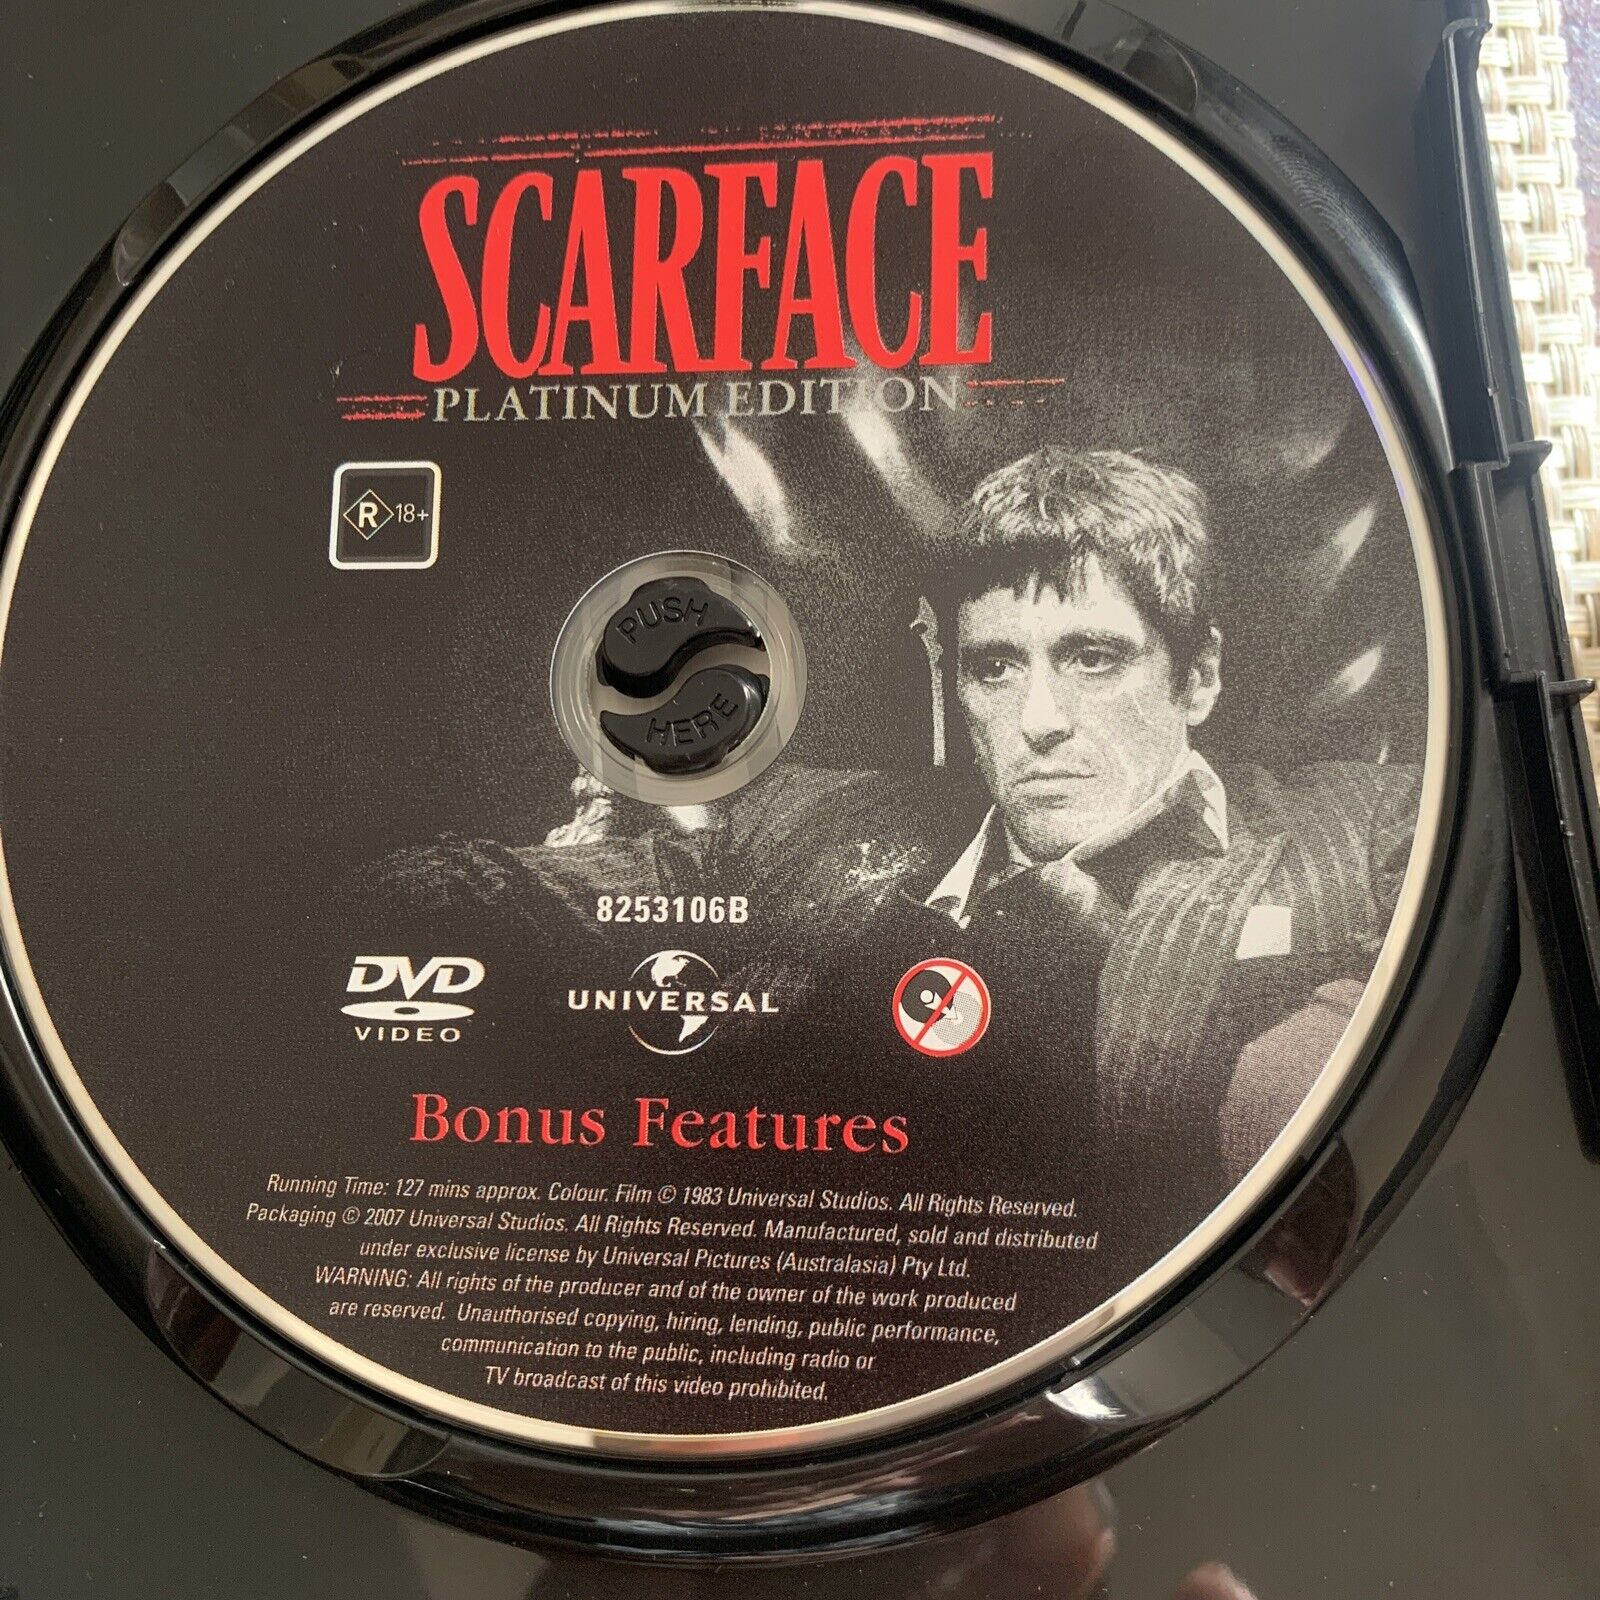 SCARFACE
PLATINUM EDITION
R 18+
PUSH
HERE
8253106B
DVD
VIDEO
UNIVERSAL
Bonus Features
Running Time: 127 mins approx. Colour. Film © 1983 Universal Studios. All Rights Reserved.
Packaging © 2007 Universal Studios. All Rights Reserved. Manufactured, sold and distributed
under exclusive license by Universal Pictures (Australasia) Pty Ltd.
WARNING: All rights of the producer and of the owner of the work produced
are reserved. Unauthorised copying, hiring, lending, public performance,
communication to the public, including radio or
TV broadcast of this video prohibited.